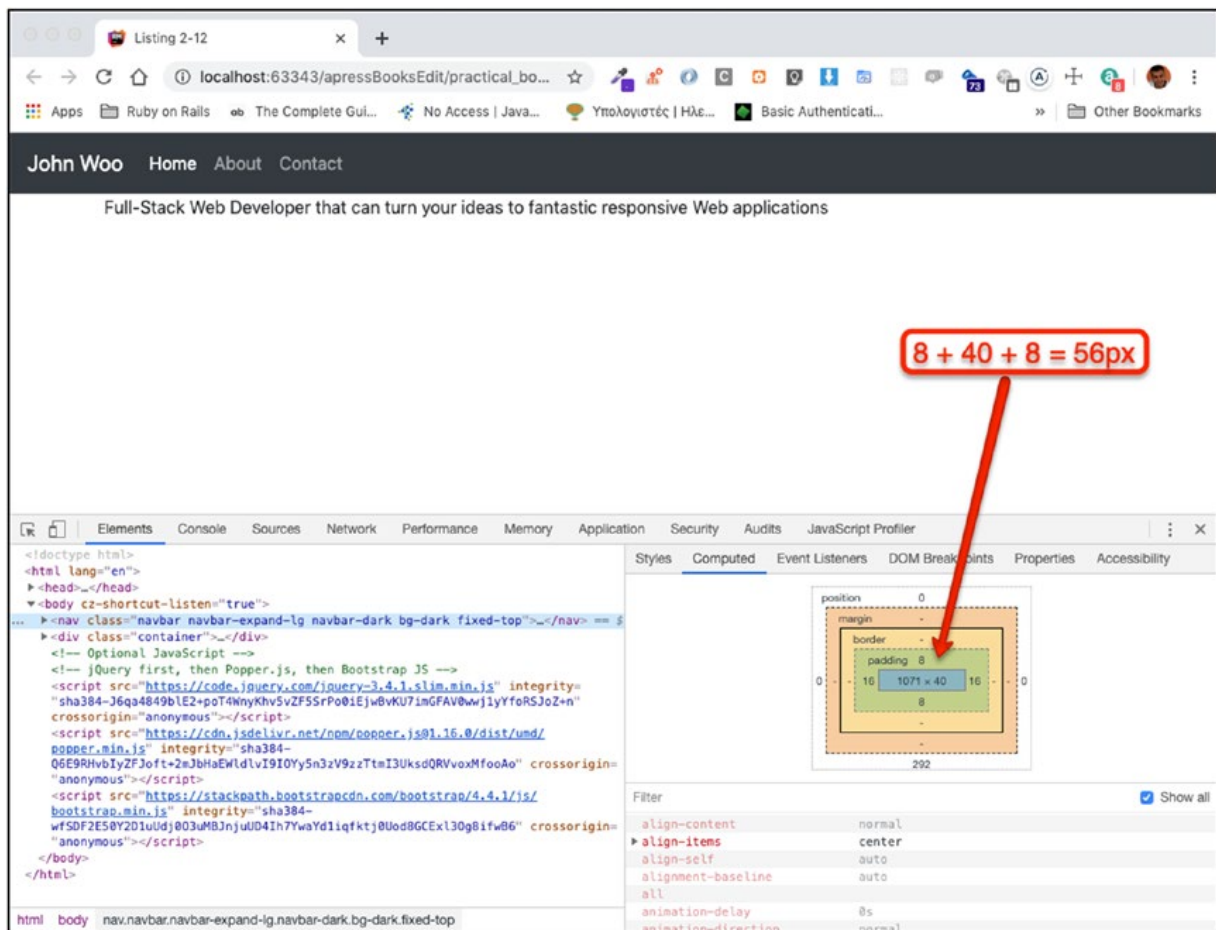 Listing 2-12
localhost:63343/apressBooksEdit/practical_bo...
73
8
Apps Ruby on Rails ab The Complete Gui... No Access | Java... Υπολογιστές | Ηλε... Basic Authenticati... » Other Bookmarks
John Woo Home About Contact
Full-Stack Web Developer that can turn your ideas to fantastic responsive Web applications
8 + 40 + 8 = 56px
Elements Console Sources Network Performance Memory Application Security Audits JavaScript Profiler
<!doctype html>
<html lang="en">
<head>…</head>
<body cz-shortcut-listen="true">
... <nav class="navbar navbar-expand-lg navbar-dark bg-dark fixed-top">…</nav> == $
<div class="container">…</div>
<!-- Optional JavaScript -->
<!-- jQuery first, then Popper.js, then Bootstrap JS -->
<script src="https://code.jquery.com/jquery-3.4.1.slim.min.js" integrity=
crossorigin="anonymous"></script>
<script src="https://cdn.jsdelivr.net/npm/popper.js@1.16.0/dist/umd/
popper.min.js" integrity="sha384-
crossorigin=
"anonymous"></script>
<script src="https://stackpath.bootstrapcdn.com/bootstrap/4.4.1/js/
bootstrap.min.js" integrity="sha384-
crossorigin=
"anonymous"></script>
</body>
</html>
html body nav.navbar.navbar-expand-lg.navbar-dark.bg-dark.fixed-top
Styles Computed Event Listeners DOM Breakpoints Properties Accessibility
position 0
margin -
border -
padding 8
0 - - 16 1071 × 40 16 - - 0
8
-
-
292
Filter Show all
align-content normal
align-items center
align-self auto
alignment-baseline auto
all
animation-delay 0s
animation-direction normal